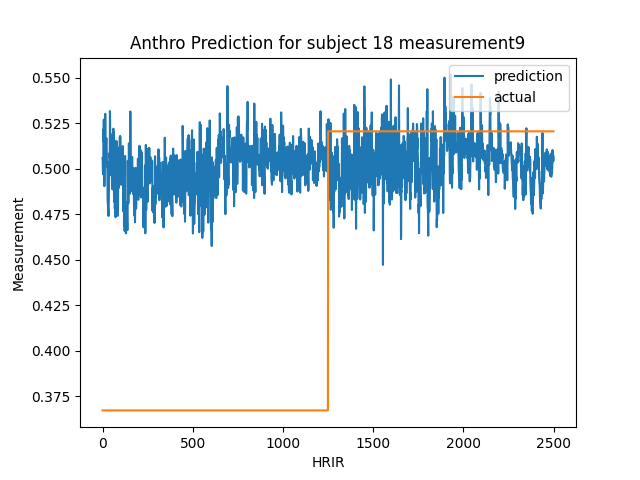 Anthro Prediction for subject 18 measurement9
prediction
actual
0.550
0.525
0.500
0.475
0.450
0.425
0.400
0.375
Measurement
0
500
1000
1500
2000
2500
HRIR